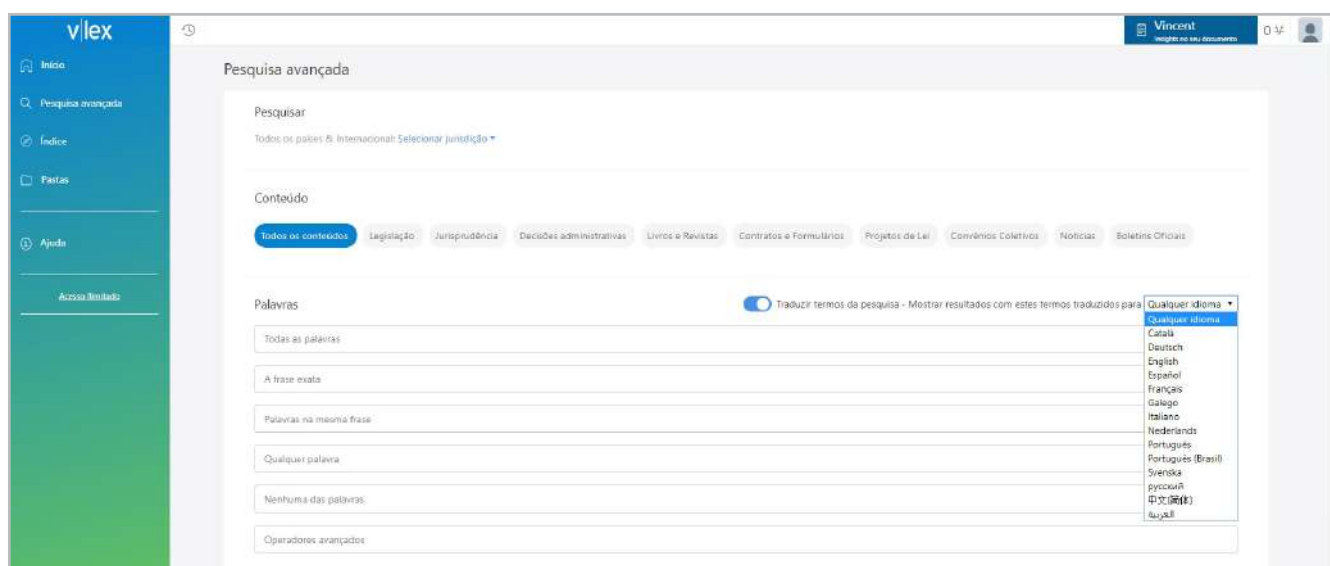 v|lex
Vincent
Insights no seu documento
0
Início
Pesquisa avançada
Índice
Pastas
Ajuda
Acesso Ilimitado
Pesquisa avançada
Pesquisar
Todos os países & Internacional: Selecionar jurisdição
Conteúdo
Todos os conteúdos Legislação Jurisprudência Decisões administrativas Livros e Revistas Contratos e Formulários Projetos de Lei Convênios Coletivos Notícias Boletins Oficiais
Palavras
Traduzir termos da pesquisa - Mostrar resultados com estes termos traduzidos para Qualquer idioma
Qualquer idioma
Català
Deutsch
English
Español
Français
Galego
Italiano
Nederlands
Português
Português (Brasil)
Svenska
русский
中文(简体)
العربية
Todas as palavras
A frase exata
Palavras na mesma frase
Qualquer palavra
Nenhuma das palavras
Operadores avançados